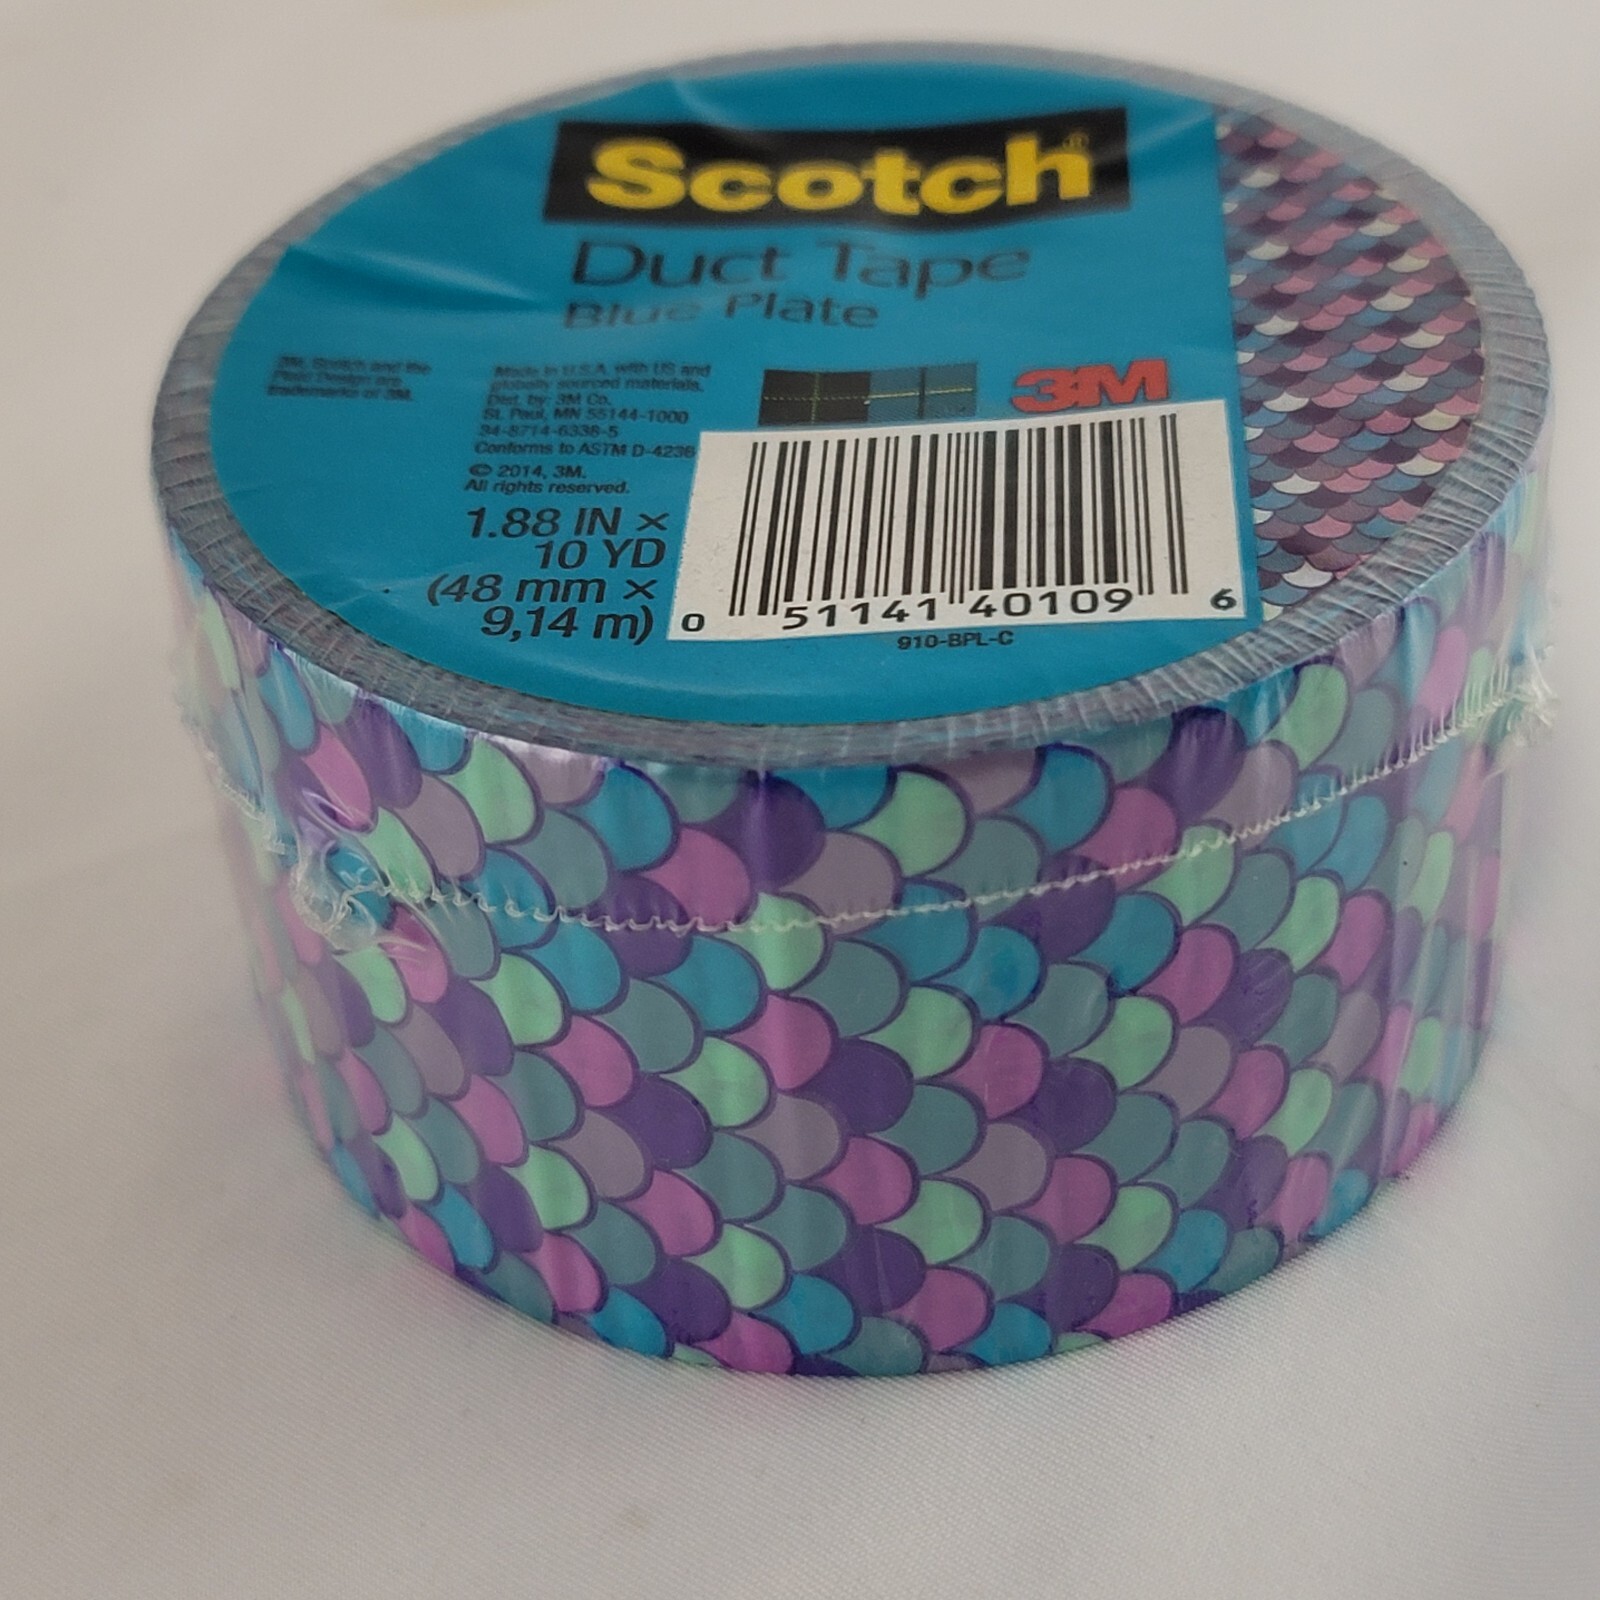 Scotch®
Duct Tape
Blue Plate
3M, Scotch and the
Plaid Design are
trademarks of 3M.
Made in U.S.A. with US and
globally sourced materials.
Dist. by: 3M Co.
St. Paul, MN 55144-1000
34-8714-6338-5
Conforms to ASTM D-4236
© 2014, 3M.
All rights reserved.
3M
1.88 IN ×
10 YD
(48 mm ×
9,14 m)
0 51141 40109 6
910-BPL-C